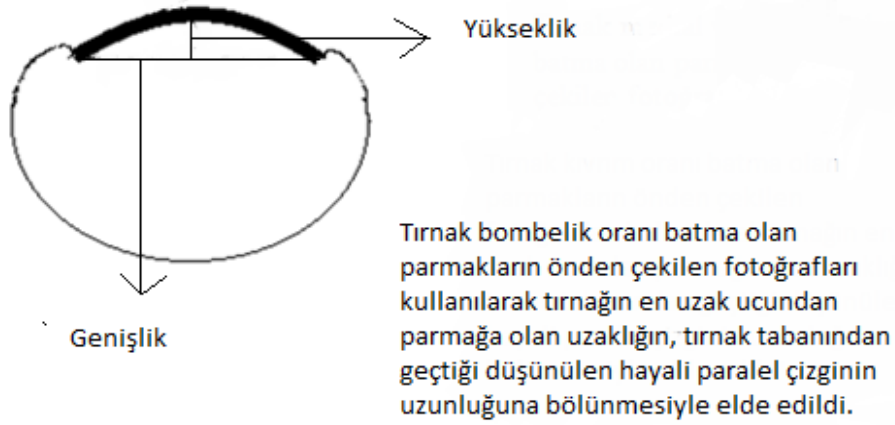 Yükseklik
Genişlik
Tırnak bombelik oranı batma olan
parmakların önden çekilen fotoğrafları
kullanılarak tırnağın en uzak ucundan
parmağa olan uzaklığın, tırnak tabanından
geçtiği düşünülen hayali paralel çizginin
uzunluğuna bölünmesiyle elde edildi.